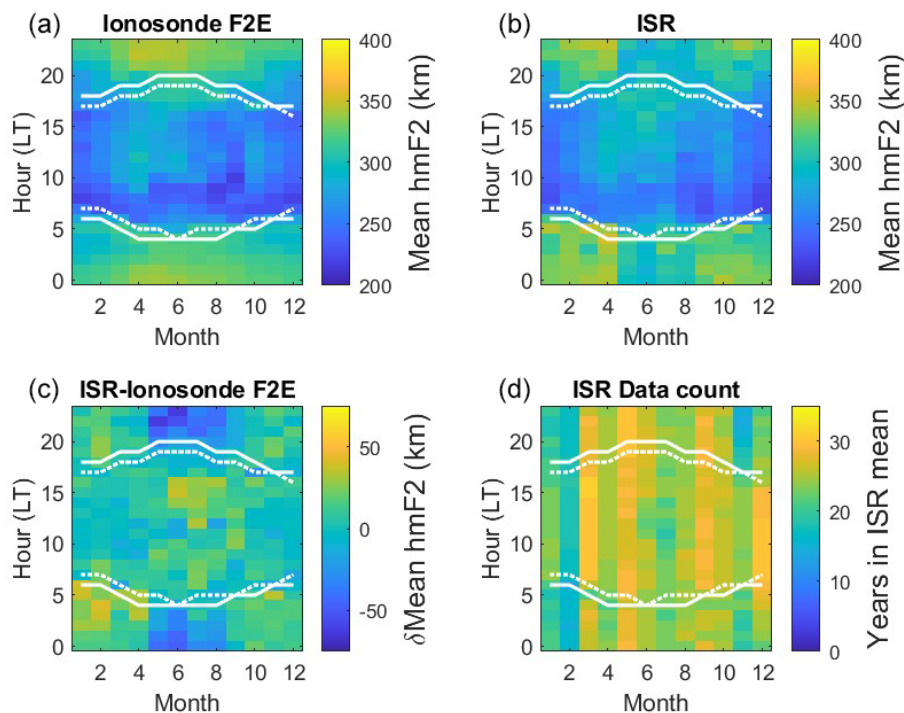 (a) Ionosonde F2E
Hour (LT)
20
15
10
5
0
2 4 6 8 10 12
Month
400
350
300
250
200
Mean hmF2 (km)
(b) ISR
Hour (LT)
20
15
10
5
0
2 4 6 8 10 12
Month
400
350
300
250
200
Mean hmF2 (km)
(c) ISR-Ionosonde F2E
Hour (LT)
20
15
10
5
0
2 4 6 8 10 12
Month
50
0
-50
δMean hmF2 (km)
(d) ISR Data count
Hour (LT)
20
15
10
5
0
2 4 6 8 10 12
Month
30
20
10
0
Years in ISR mean